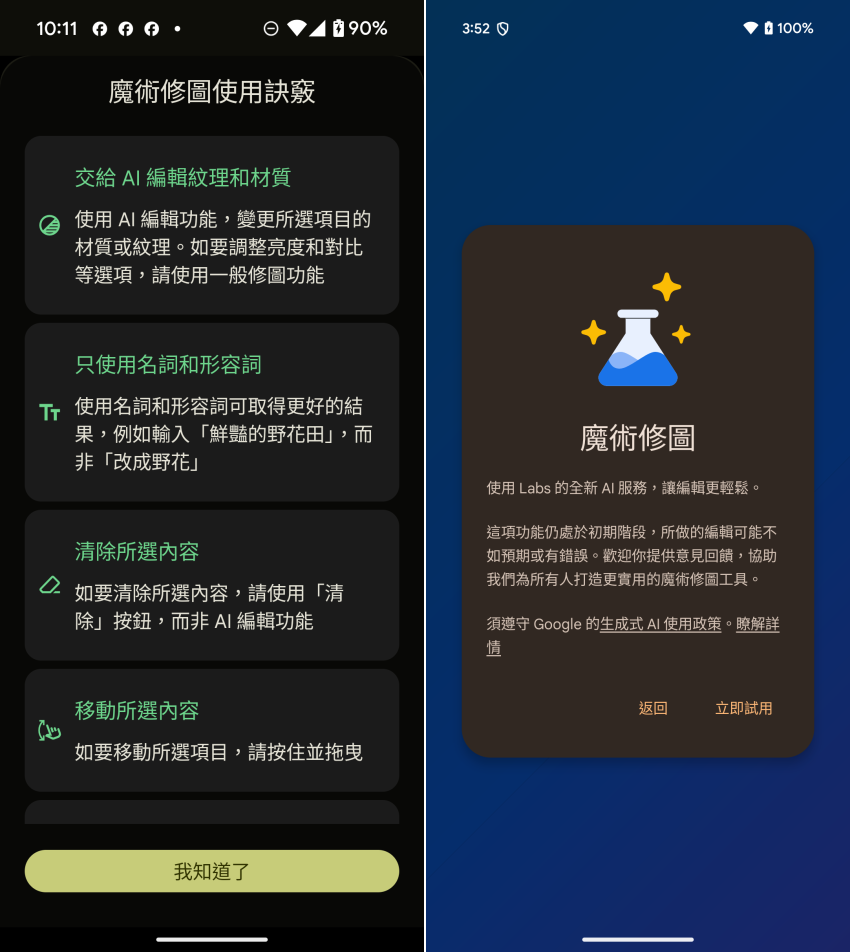 10:11
90%
魔術修圖使用訣竅
交給 AI 編輯紋理和材質
使用 AI 編輯功能，變更所選項目的
材質或紋理。如要調整亮度和對比
等選項，請使用一般修圖功能
只使用名詞和形容詞
使用名詞和形容詞可取得更好的結
果，例如輸入「鮮豔的野花田」，而
非「改成野花」
清除所選內容
如要清除所選內容，請使用「清
除」按鈕，而非 AI 編輯功能
移動所選內容
如要移動所選項目，請按住並拖曳
我知道了
3:52
100%
魔術修圖
使用 Labs 的全新 AI 服務，讓編輯更輕鬆。
這項功能仍處於初期階段，所做的編輯可能不
如預期或有錯誤。歡迎你提供意見回饋，協助
我們為所有人打造更實用的魔術修圖工具。
須遵守 Google 的生成式 AI 使用政策。瞭解詳
情
返回
立即試用